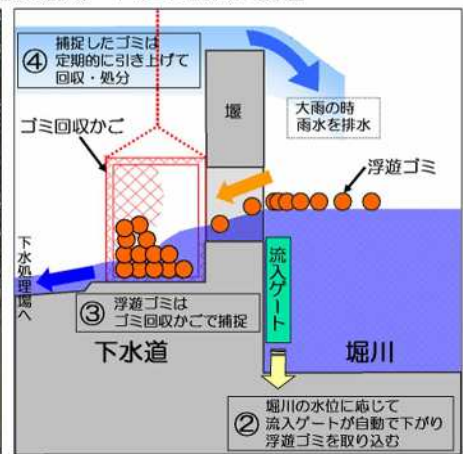 ④ 捕捉したゴミは
定期的に引き上げて
回収・処分
ゴミ回収かご
堰
大雨の時
雨水を排水
浮遊ゴミ
下水処理場へ
流入ゲート
③ 浮遊ゴミは
ゴミ回収かごで捕捉
下水道
堀川
② 堀川の水位に応じて
流入ゲートが自動で下がり
浮遊ゴミを取り込む